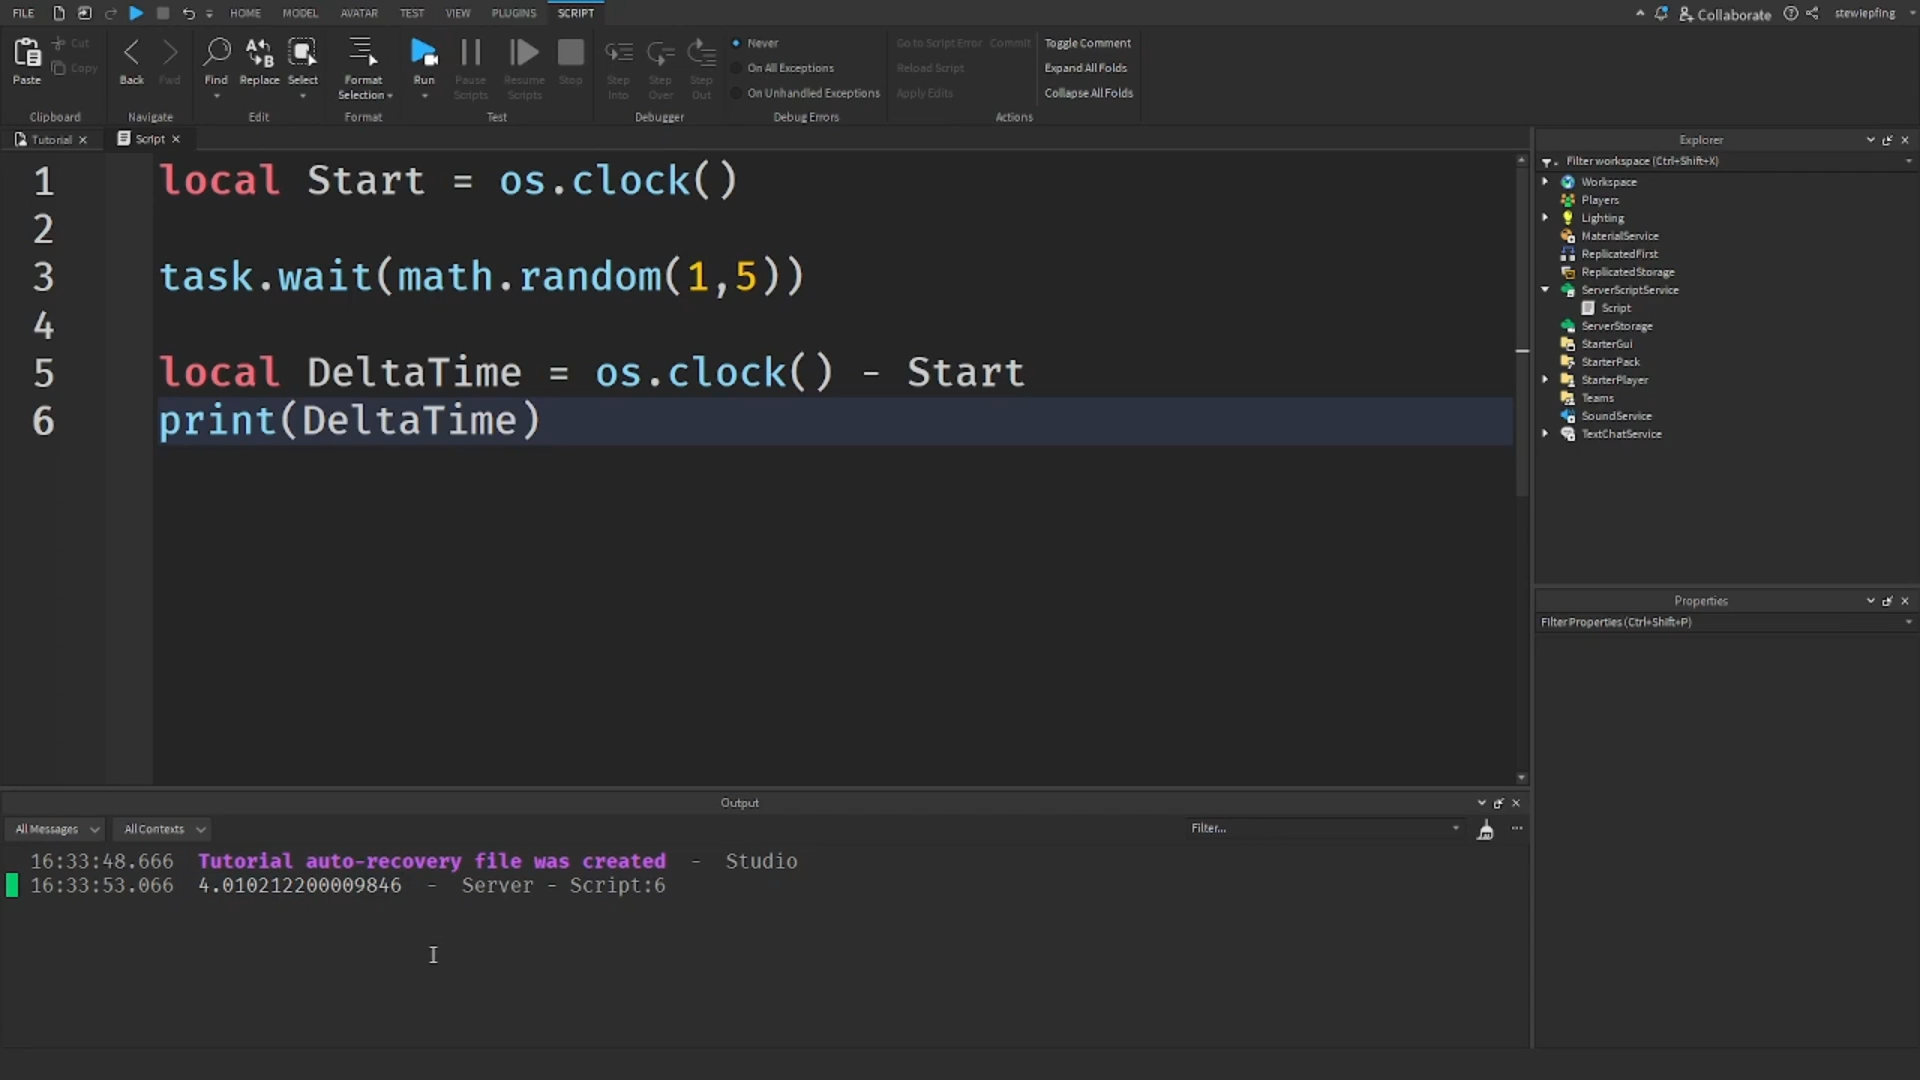 FILE HOME MODEL AVATAR TEST VIEW PLUGINS SCRIPT Collaborate stewiepfing
Paste Cut Copy Back Fwd Find Replace Select Format Selection Run Pause Scripts Resume Scripts Stop Step Into Step Over Step Out
Never
On All Exceptions
On Unhandled Exceptions
Go to Script Error Commit
Reload Script
Apply Edits
Toggle Comment
Expand All Folds
Collapse All Folds
Clipboard Navigate Edit Format Test Debugger Debug Errors Actions
Tutorial Script
1 local Start = os.clock()
2
3 task.wait(math.random(1,5))
4
5 local DeltaTime = os.clock() - Start
6 print(DeltaTime)
Explorer
Filter workspace (Ctrl+Shift+X)
Workspace
Players
Lighting
MaterialService
ReplicatedFirst
ReplicatedStorage
ServerScriptService
Script
ServerStorage
StarterGui
StarterPack
StarterPlayer
Teams
SoundService
TextChatService
Properties
Filter Properties (Ctrl+Shift+P)
Output
All Messages All Contexts Filter...
16:33:48.666 Tutorial auto-recovery file was created - Studio
16:33:53.066 4.010212200009846 - Server - Script:6